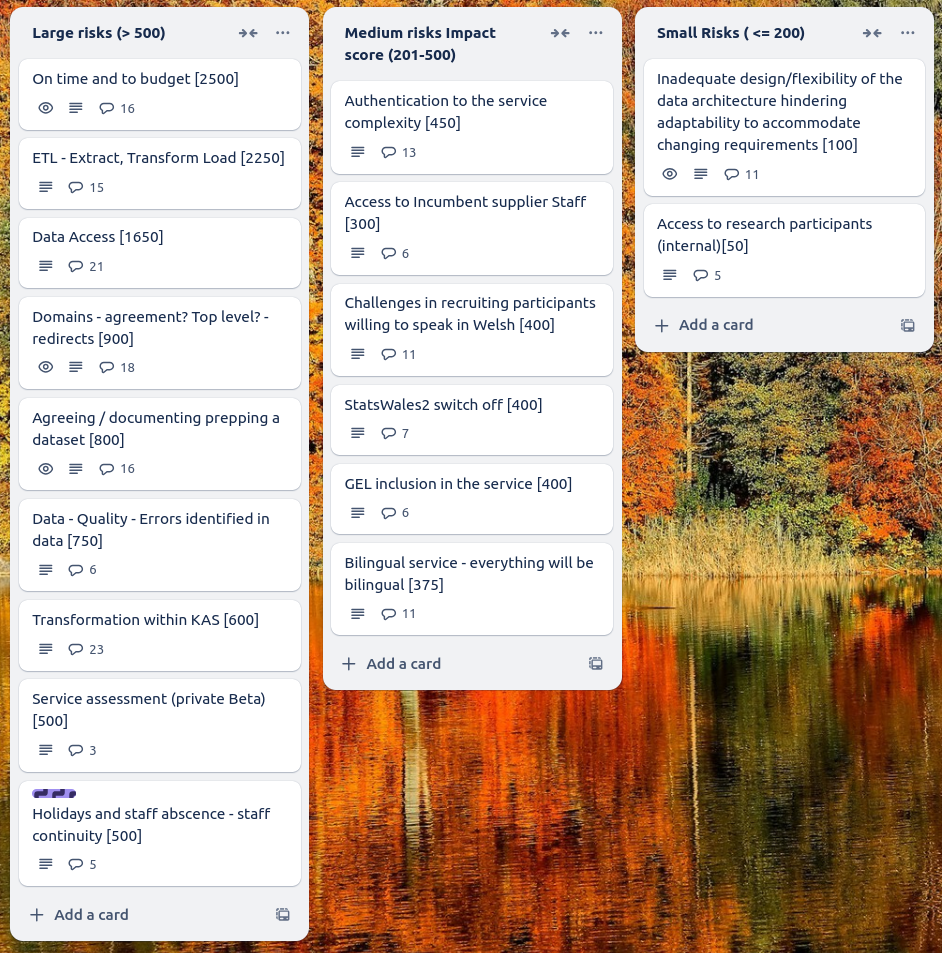 Large risks (> 500)
On time and to budget [2500]
16
ETL - Extract, Transform Load [2250]
15
Data Access [1650]
21
Domains - agreement? Top level? -
redirects [900]
18
Agreeing / documenting prepping a
dataset [800]
16
Data - Quality - Errors identified in
data [750]
6
Transformation within KAS [600]
23
Service assessment (private Beta)
[500]
3
Holidays and staff abscence - staff
continuity [500]
5
Add a card
Medium risks Impact
score (201-500)
Authentication to the service
complexity [450]
13
Access to Incumbent supplier Staff
[300]
6
Challenges in recruiting participants
willing to speak in Welsh [400]
11
StatsWales2 switch off [400]
7
GEL inclusion in the service [400]
6
Bilingual service - everything will be
bilingual [375]
11
Add a card
Small Risks ( <= 200)
Inadequate design/flexibility of the
data architecture hindering
adaptability to accommodate
changing requirements [100]
11
Access to research participants
(internal)[50]
5
Add a card